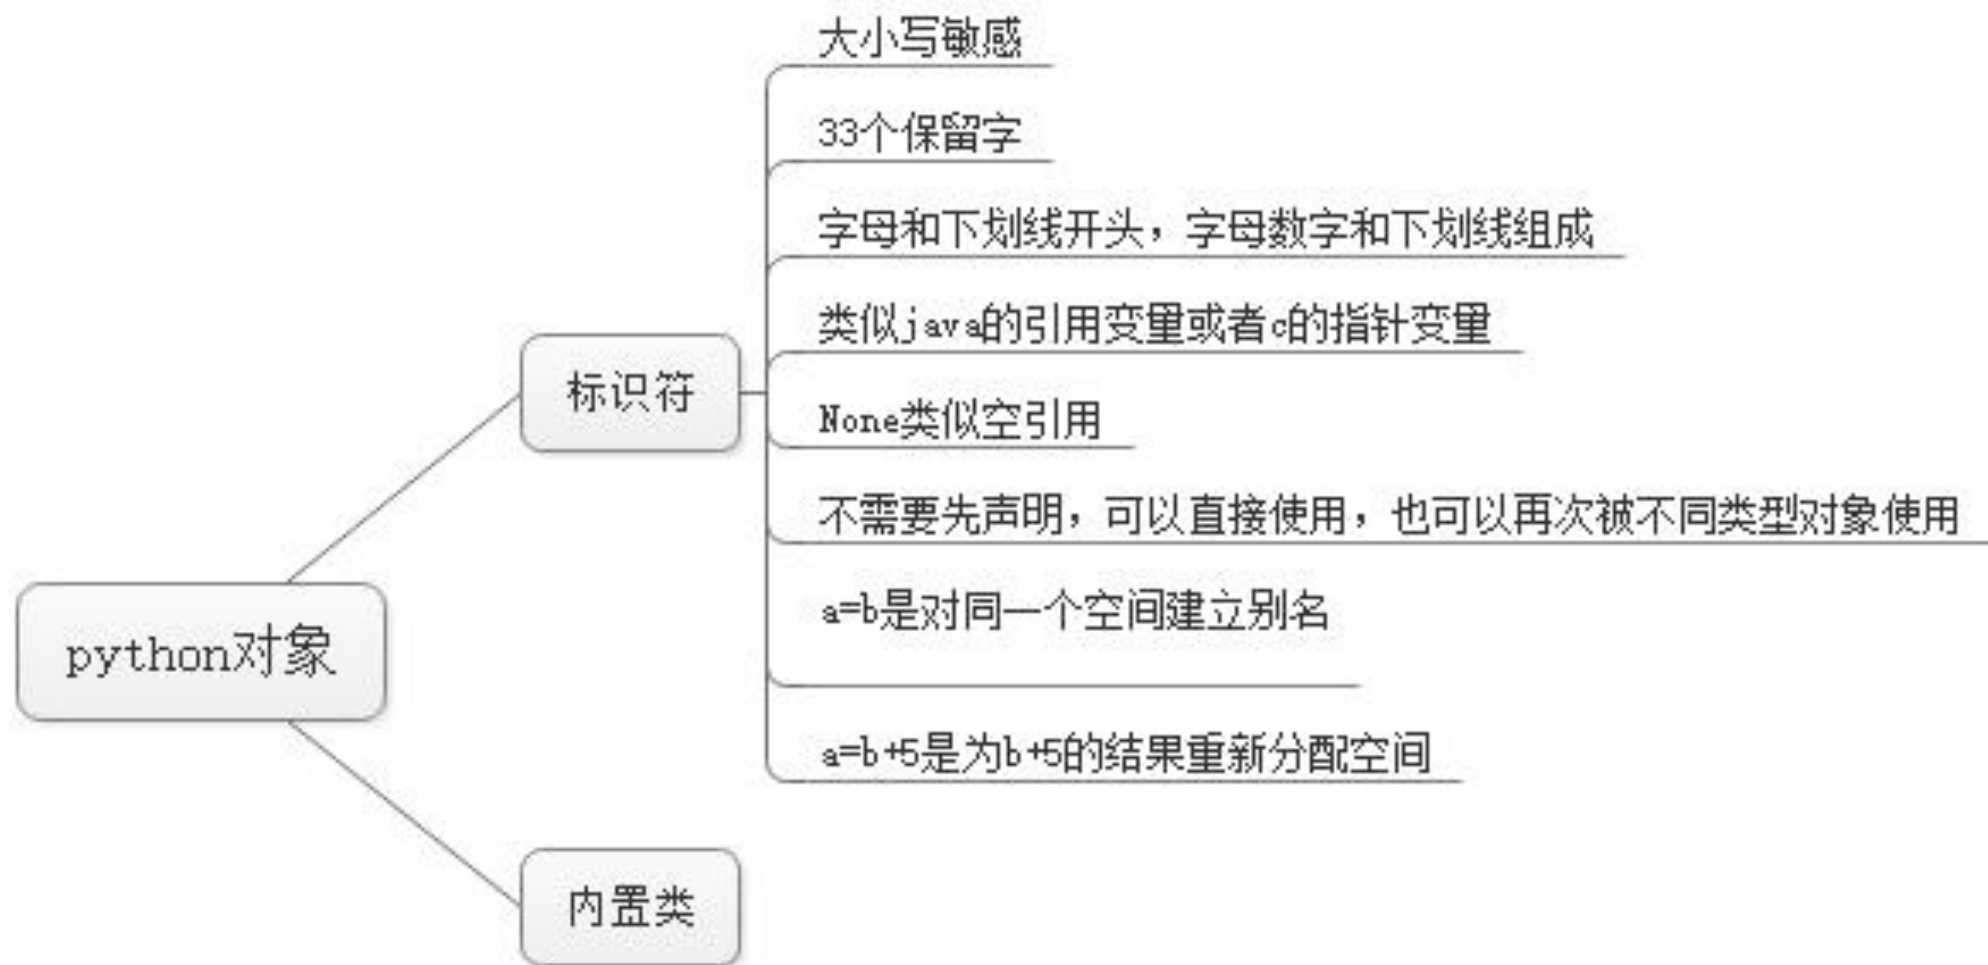 大小写敏感
33个保留字
字母和下划线开头，字母数字和下划线组成
类似java的引用变量或者c的指针变量
标识符
None类似空引用
不需要先声明，可以直接使用，也可以再次被不同类型对象使用
a=b是对同一个空间建立别名
python对象
a=b+5是为b+5的结果重新分配空间
内置类